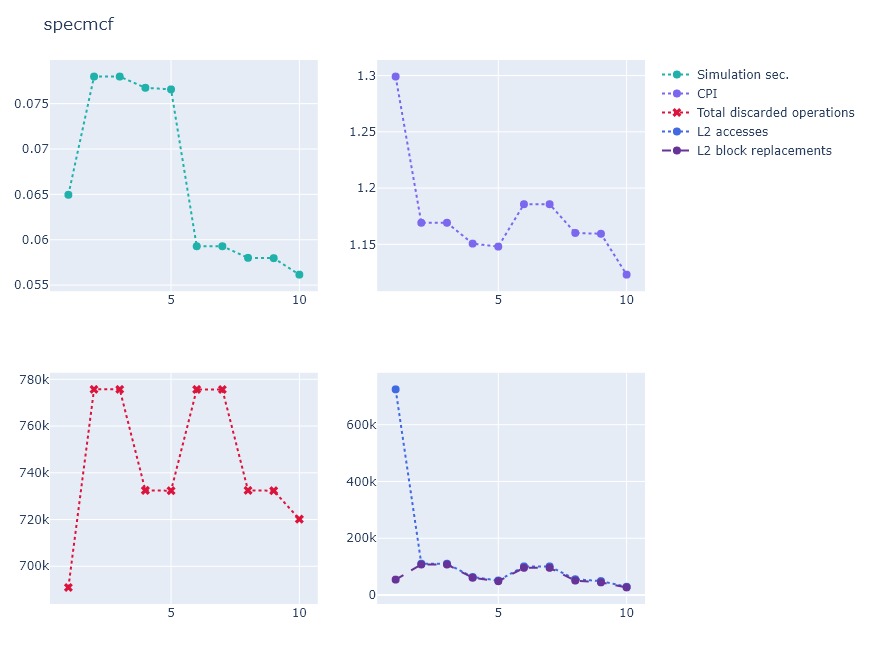 specmcf
0.075
0.07
0.065
0.06
0.055
5
10
1.3
1.25
1.2
1.15
5
10
Simulation sec.
CPI
Total discarded operations
L2 accesses
L2 block replacements
780k
760k
740k
720k
700k
5
10
600k
400k
200k
0
5
10